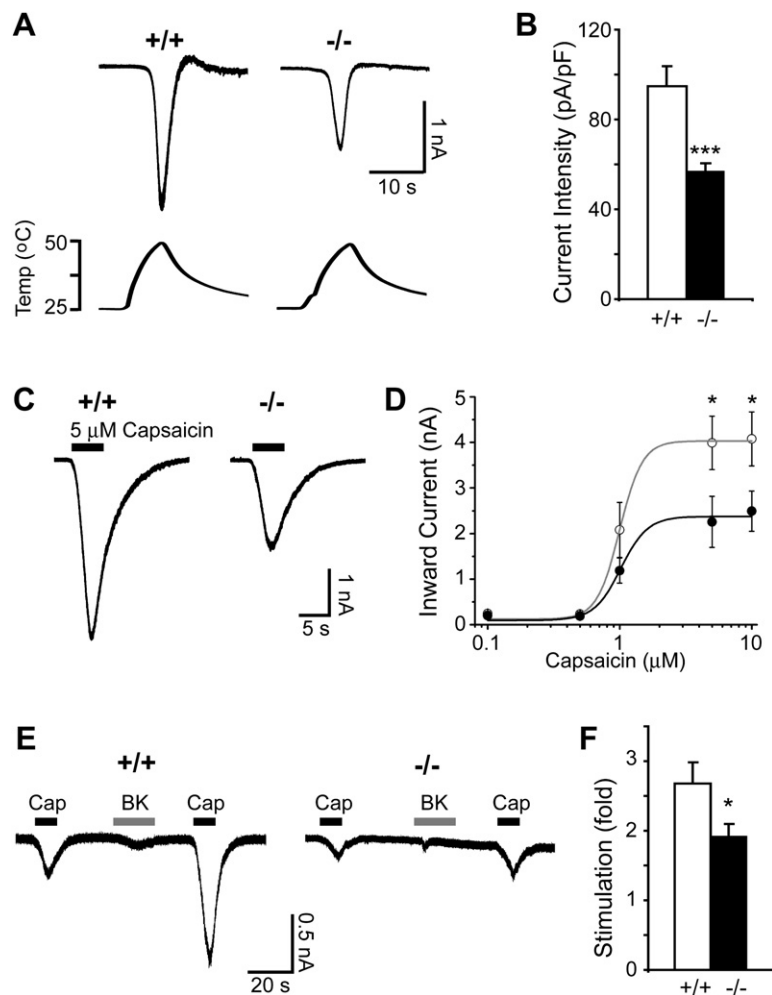 A
+/+
-/-
1 nA
10 s
Temp (°C)
50
25
B
Current Intensity (pA/pF)
120
80
60
40
0
***
+/+ -/-
C
+/+
-/-
5 µM Capsaicin
1 nA
5 s
D
Inward Current (nA)
5
4
3
2
1
0
* *
0.1 1 10
Capsaicin (µM)
E
+/+
-/-
Cap BK Cap
Cap BK Cap
0.5 nA
20 s
F
Stimulation (fold)
3
2
1
0
*
+/+ -/-